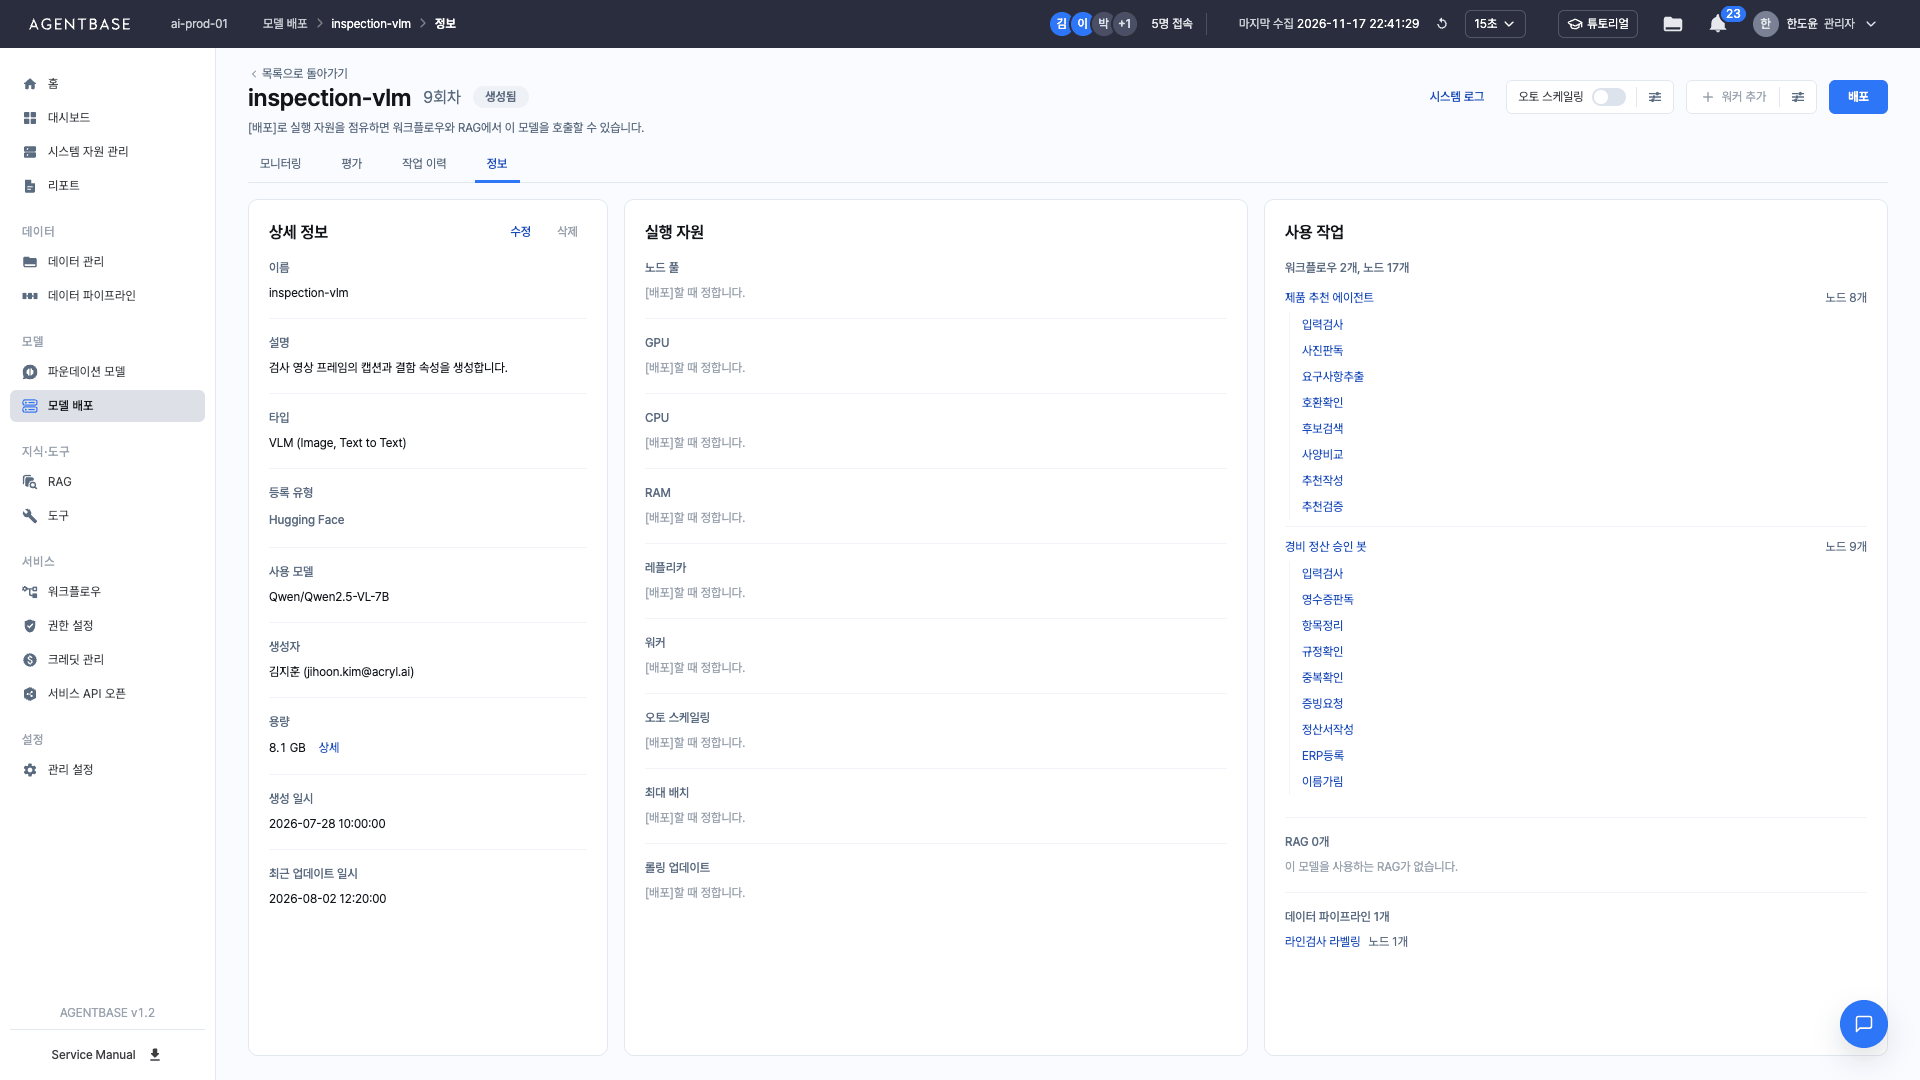 AGENTBASE
ai-prod-01
모델 배포 > inspection-vlm > 정보
김 이 박 +1 5명 접속
마지막 수집 2026-11-17 22:41:29
15초
튜토리얼
23
한 한도윤 관리자
홈
대시보드
시스템 자원 관리
리포트
데이터
데이터 관리
데이터 파이프라인
모델
파운데이션 모델
모델 배포
지식·도구
RAG
도구
서비스
워크플로우
권한 설정
크레딧 관리
서비스 API 오픈
설정
관리 설정
AGENTBASE v1.2
Service Manual
목록으로 돌아가기
inspection-vlm 9회차 생성됨
[배포]로 실행 자원을 점유하면 워크플로우와 RAG에서 이 모델을 호출할 수 있습니다.
시스템 로그
오토 스케일링
워커 추가
배포
모니터링
평가
작업 이력
정보
상세 정보
수정
삭제
이름
inspection-vlm
설명
검사 영상 프레임의 캡션과 결함 속성을 생성합니다.
타입
VLM (Image, Text to Text)
등록 유형
Hugging Face
사용 모델
Qwen/Qwen2.5-VL-7B
생성자
김지훈 (jihoon.kim@acryl.ai)
용량
8.1 GB 상세
생성 일시
2026-07-28 10:00:00
최근 업데이트 일시
2026-08-02 12:20:00
실행 자원
노드 풀
[배포]할 때 정합니다.
GPU
[배포]할 때 정합니다.
CPU
[배포]할 때 정합니다.
RAM
[배포]할 때 정합니다.
레플리카
[배포]할 때 정합니다.
워커
[배포]할 때 정합니다.
오토 스케일링
[배포]할 때 정합니다.
최대 배치
[배포]할 때 정합니다.
롤링 업데이트
[배포]할 때 정합니다.
사용 작업
워크플로우 2개, 노드 17개
제품 추천 에이전트 노드 8개
입력검사
사진판독
요구사항추출
호환확인
후보검색
사양비교
추천작성
추천검증
경비 정산 승인 봇 노드 9개
입력검사
영수증판독
항목정리
규정확인
중복확인
증빙요청
정산서작성
ERP등록
이름가림
RAG 0개
이 모델을 사용하는 RAG가 없습니다.
데이터 파이프라인 1개
라인검사 라벨링 노드 1개